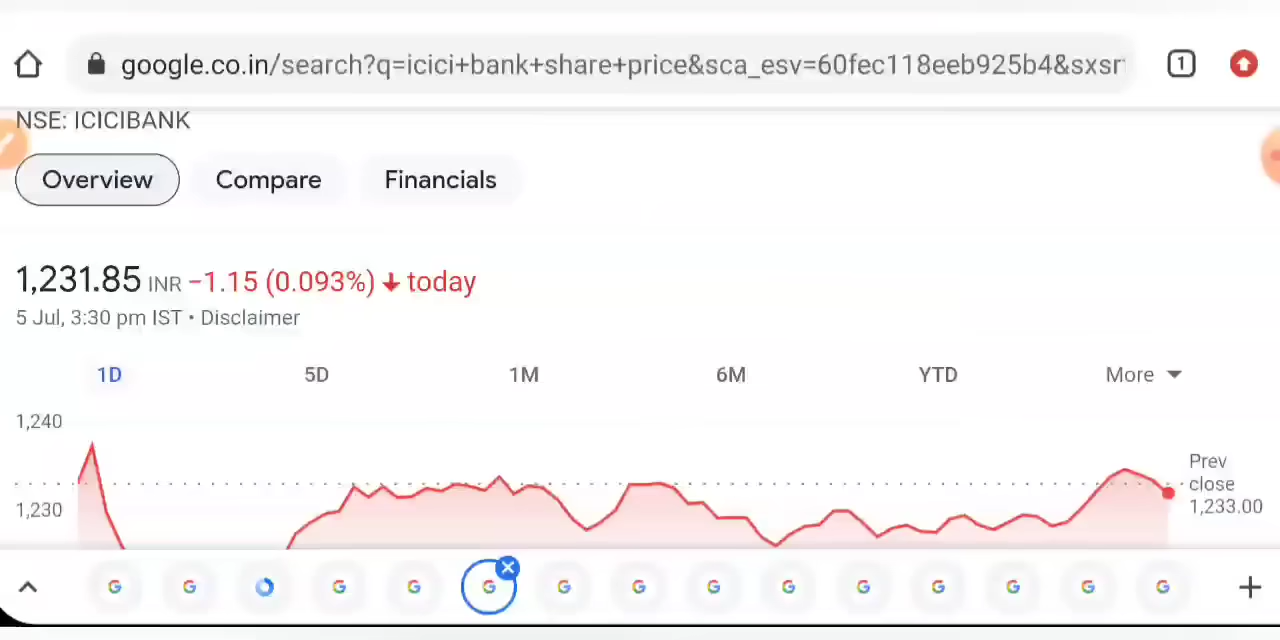 google.co.in/search?q=icici+bank+share+price&sca_esv=60fec118eeb925b4&sxsr
1
NSE: ICICIBANK
Overview Compare Financials
1,231.85 INR −1.15 (0.093%) today
5 Jul, 3:30 pm IST • Disclaimer
1D 5D 1M 6M YTD More
1,240
1,230
Prev
close
1,233.00